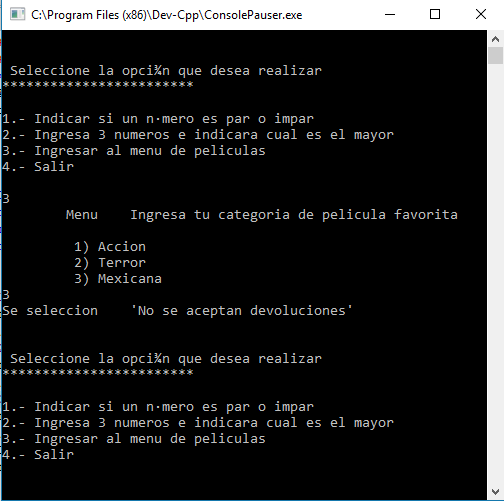 C:\Program Files (x86)\Dev-Cpp\ConsolePauser.exe
Seleccione la opci¾n que desea realizar
************************
1.- Indicar si un n·mero es par o impar
2.- Ingresa 3 numeros e indicara cual es el mayor
3.- Ingresar al menu de peliculas
4.- Salir
3
Menu    Ingresa tu categoria de pelicula favorita
1) Accion
2) Terror
3) Mexicana
3
Se seleccion    'No se aceptan devoluciones'
Seleccione la opci¾n que desea realizar
************************
1.- Indicar si un n·mero es par o impar
2.- Ingresa 3 numeros e indicara cual es el mayor
3.- Ingresar al menu de peliculas
4.- Salir